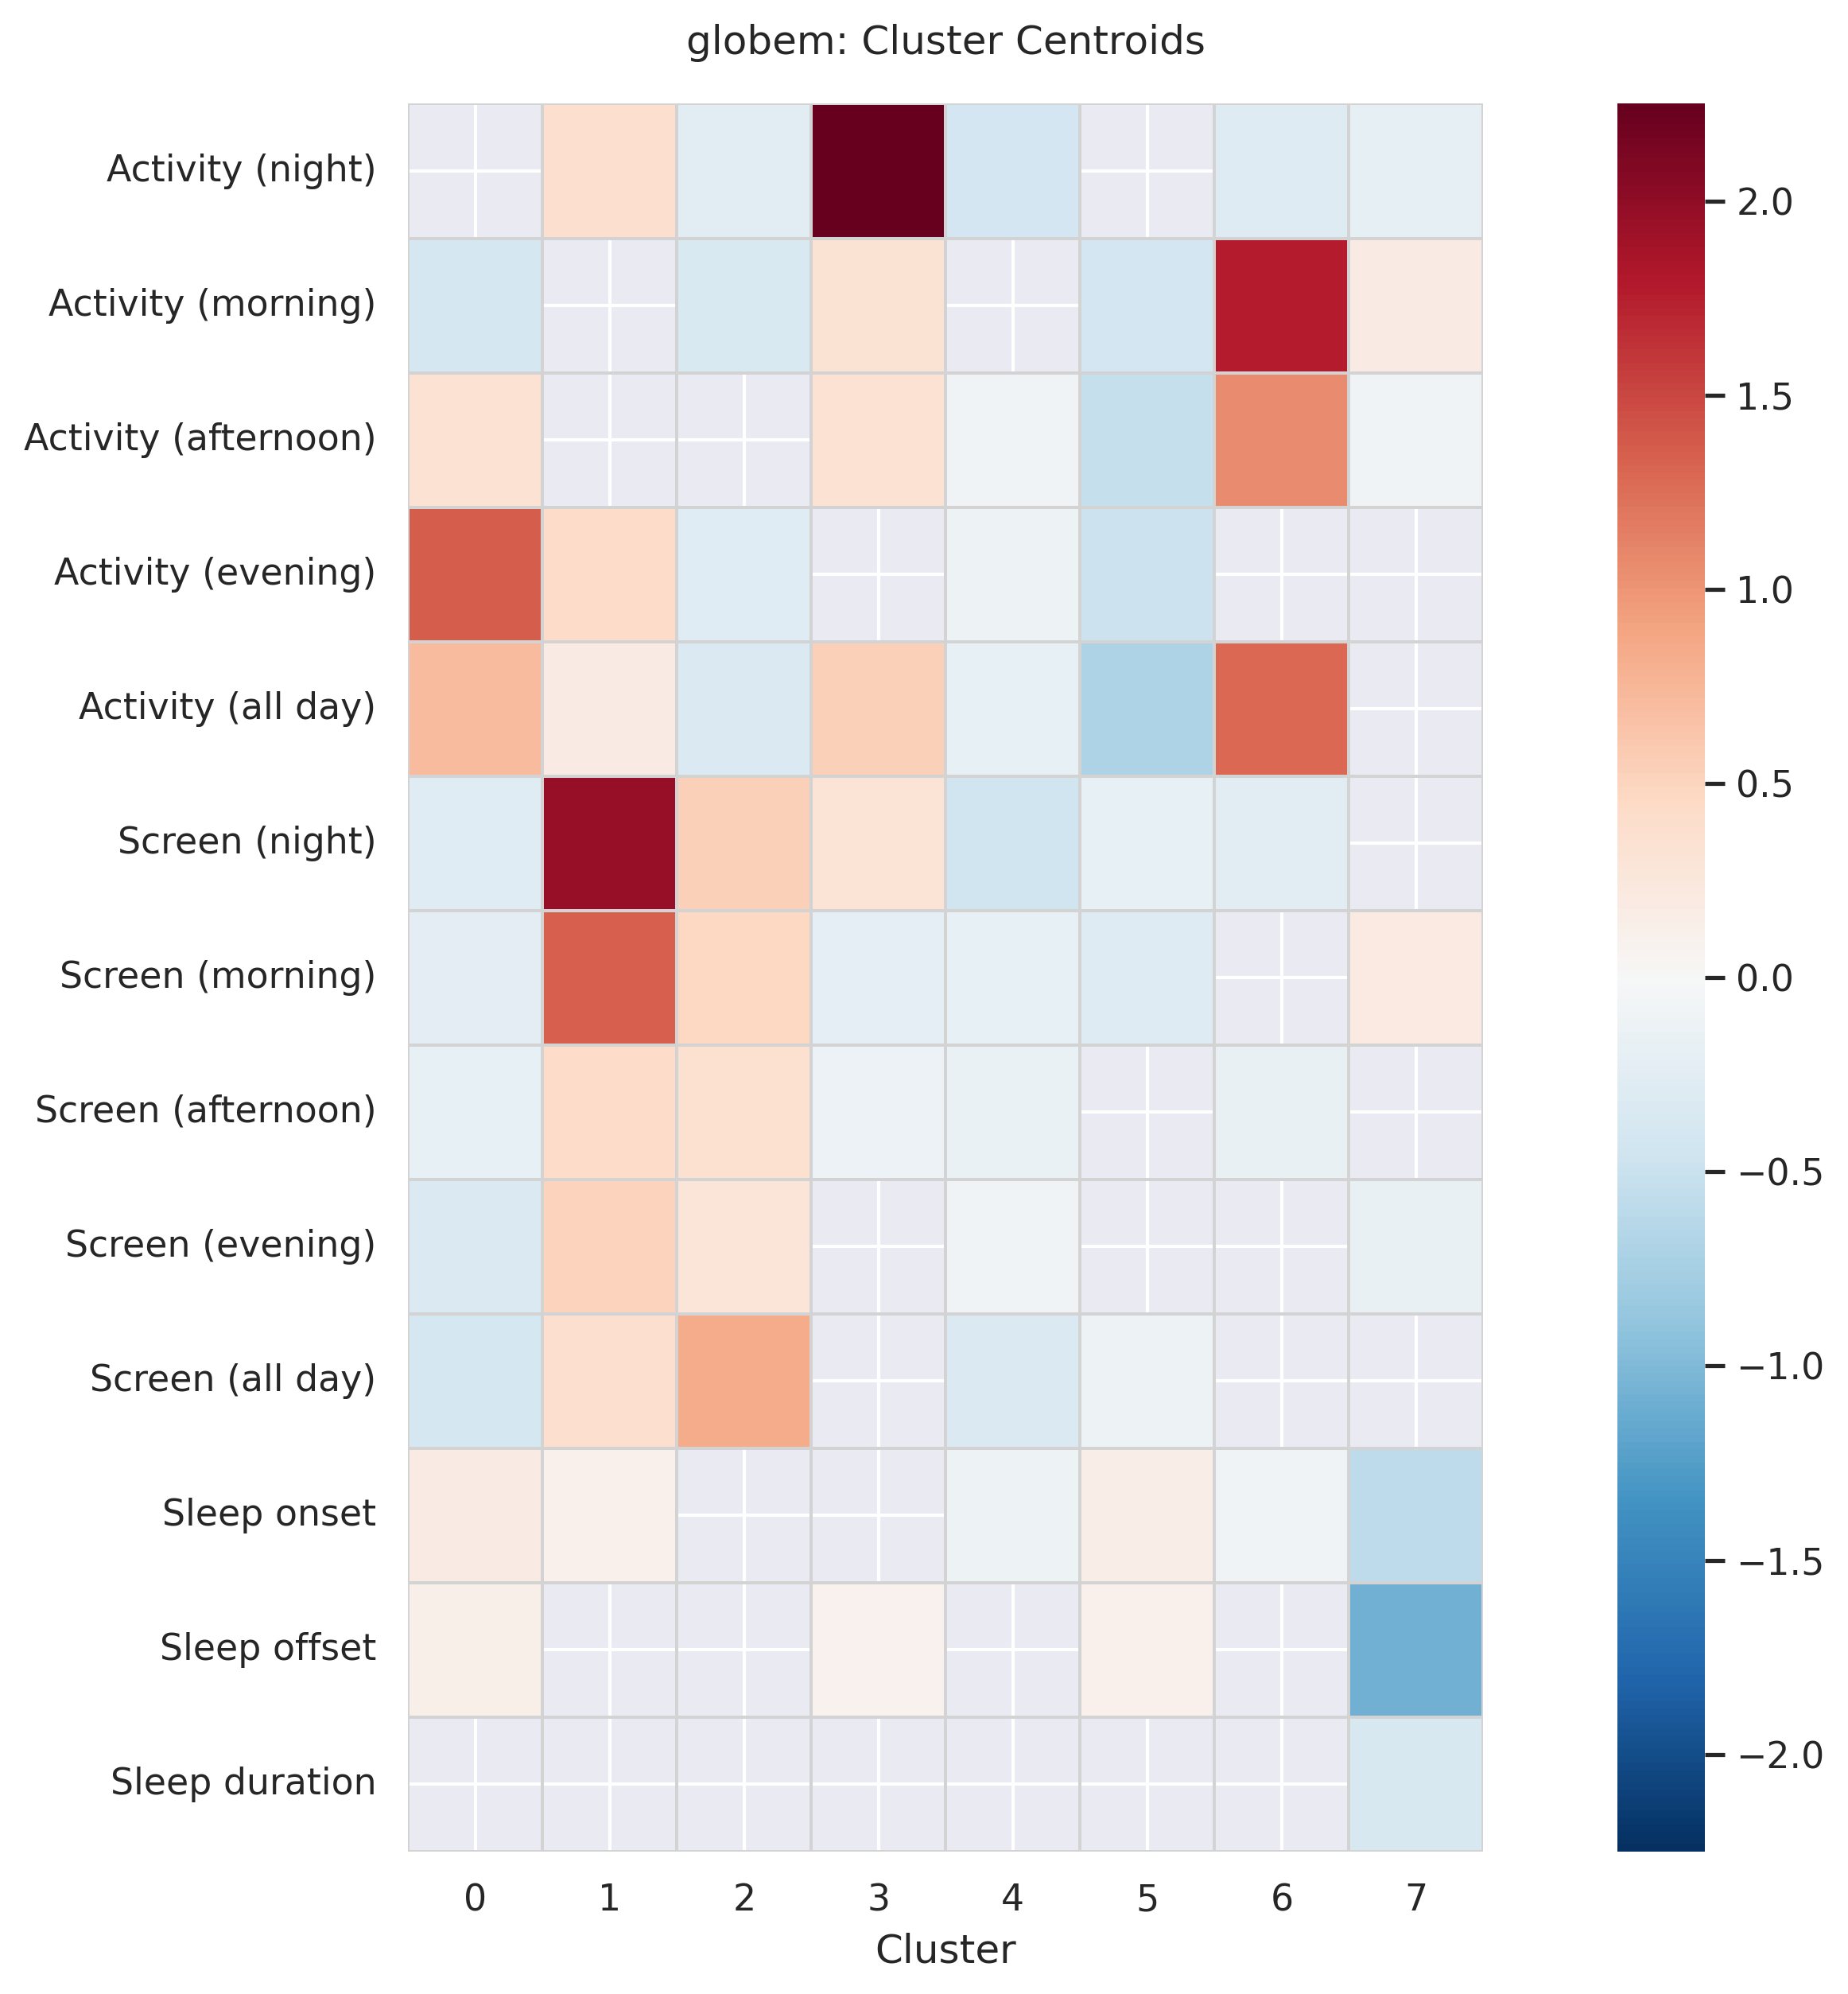 globem: Cluster Centroids
Activity (night)
Activity (morning)
Activity (afternoon)
Activity (evening)
Activity (all day)
Screen (night)
Screen (morning)
Screen (afternoon)
Screen (evening)
Screen (all day)
Sleep onset
Sleep offset
Sleep duration
0 1 2 3 4 5 6 7
Cluster
2.0
1.5
1.0
0.5
0.0
−0.5
−1.0
−1.5
−2.0